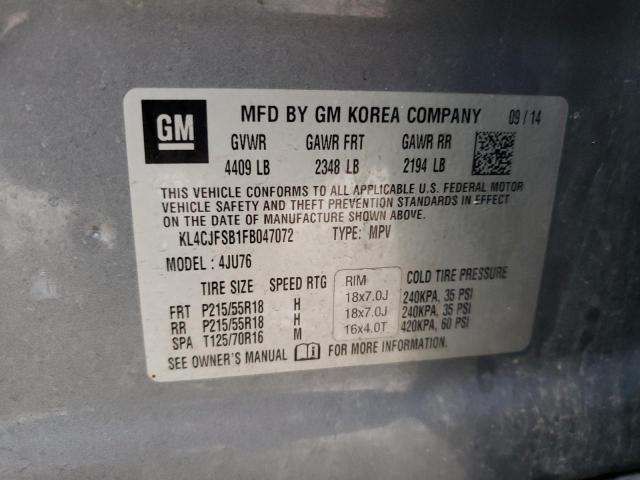 GM MFD BY GM KOREA COMPANY 09/14
GVWR GAWR FRT GAWR RR
4409 LB 2348 LB 2194 LB
THIS VEHICLE CONFORMS TO ALL APPLICABLE U.S. FEDERAL MOTOR
VEHICLE SAFETY AND THEFT PREVENTION STANDARDS IN EFFECT
ON THE DATE OF MANUFACTURE SHOWN ABOVE.
KL4CJFSB1FB047072 TYPE: MPV
MODEL : 4JU76
TIRE SIZE SPEED RTG RIM COLD TIRE PRESSURE
FRT P215/55R18 H 18x7.0J 240KPA, 35 PSI
RR P215/55R18 H 18x7.0J 240KPA, 35 PSI
SPA T125/70R16 M 16x4.0T 420KPA, 60 PSI
SEE OWNER'S MANUAL FOR MORE INFORMATION.